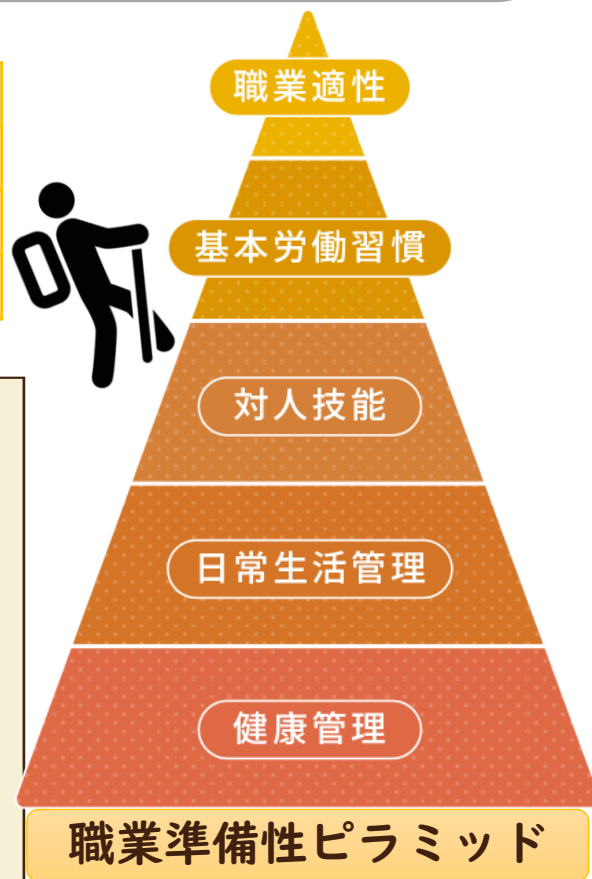 職業適性
基本労働習慣
対人技能
日常生活管理
健康管理
職業準備性ピラミッド